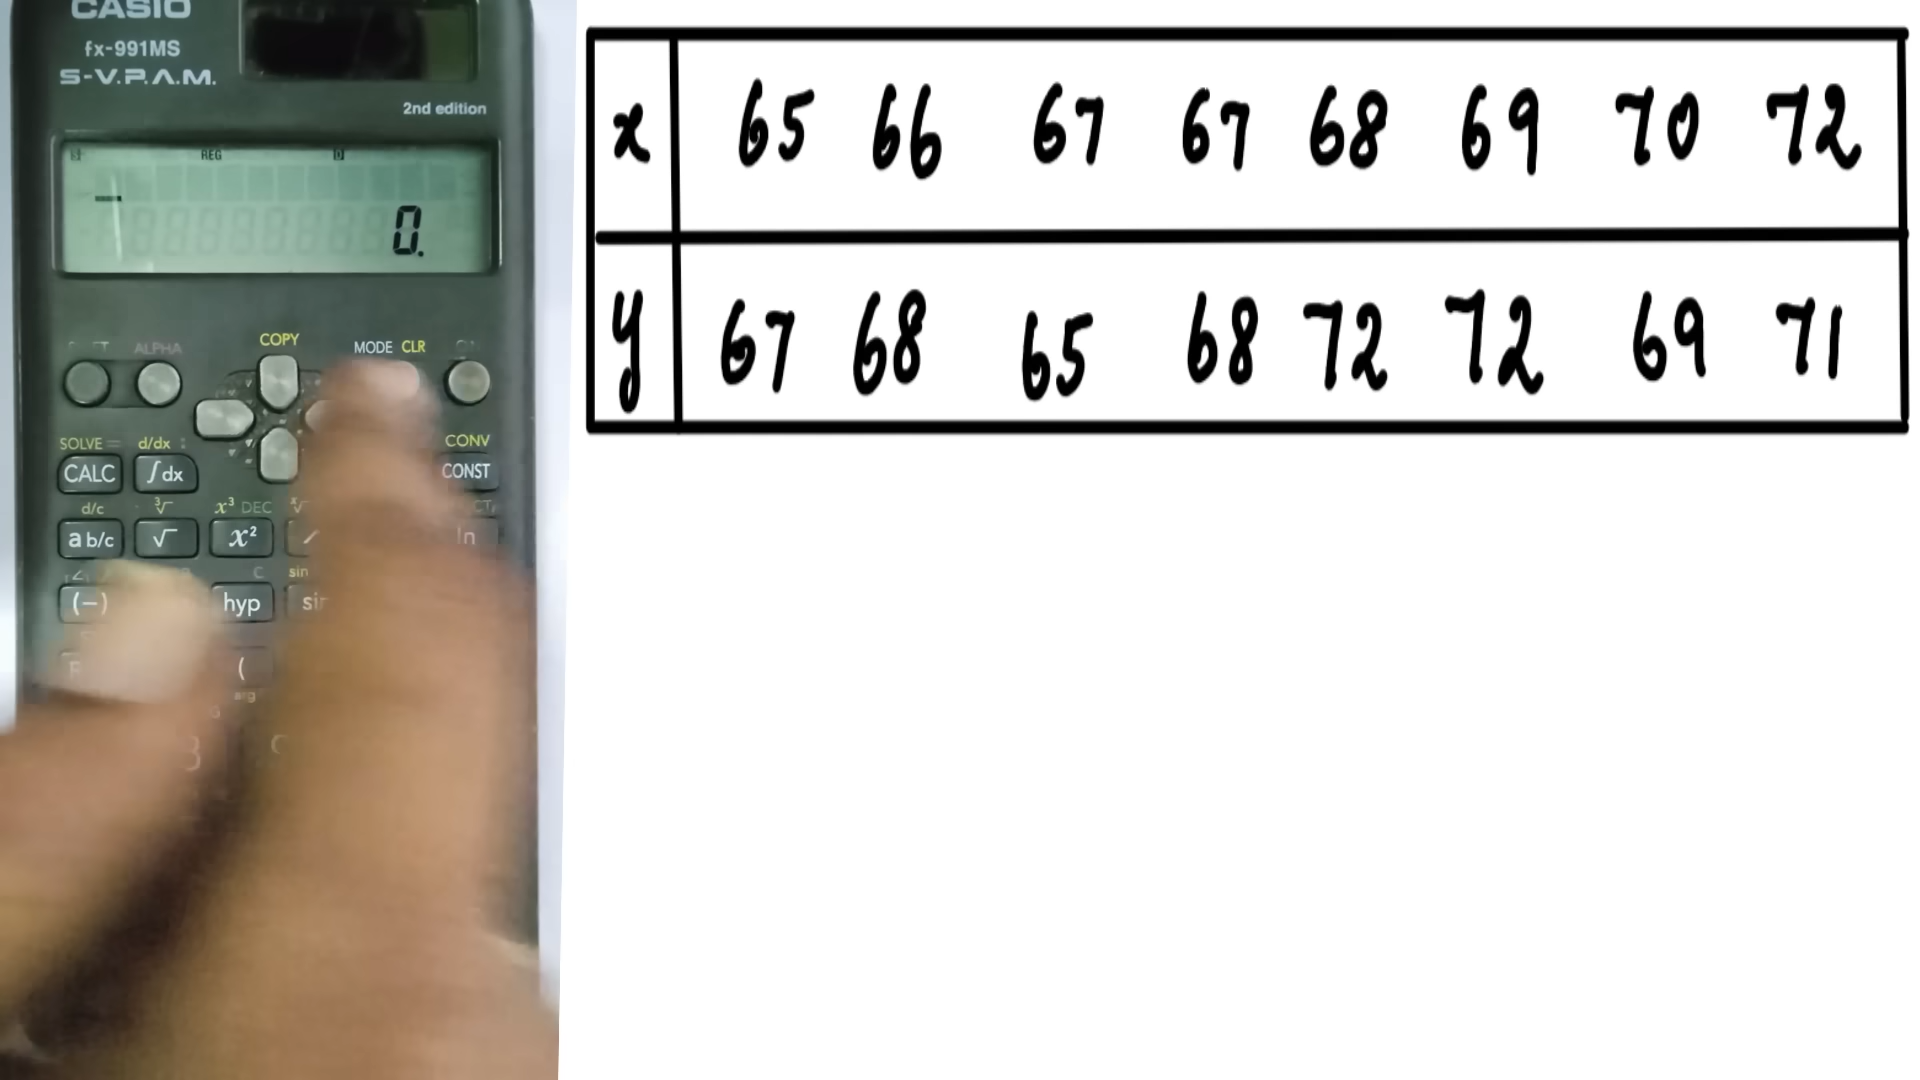 CASIO
fx-991MS
S-V.P.A.M.
2nd edition
REG D
0.
COPY MODE CLR
ALPHA
SOLVE = d/dx : CONV
CALC ∫dx CONST
d/c ³√ x³ DEC
a b/c √ x² ln
C sin
(−) hyp
(
arg
x 65 66 67 67 68 69 70 72
y 67 68 65 68 72 72 69 71